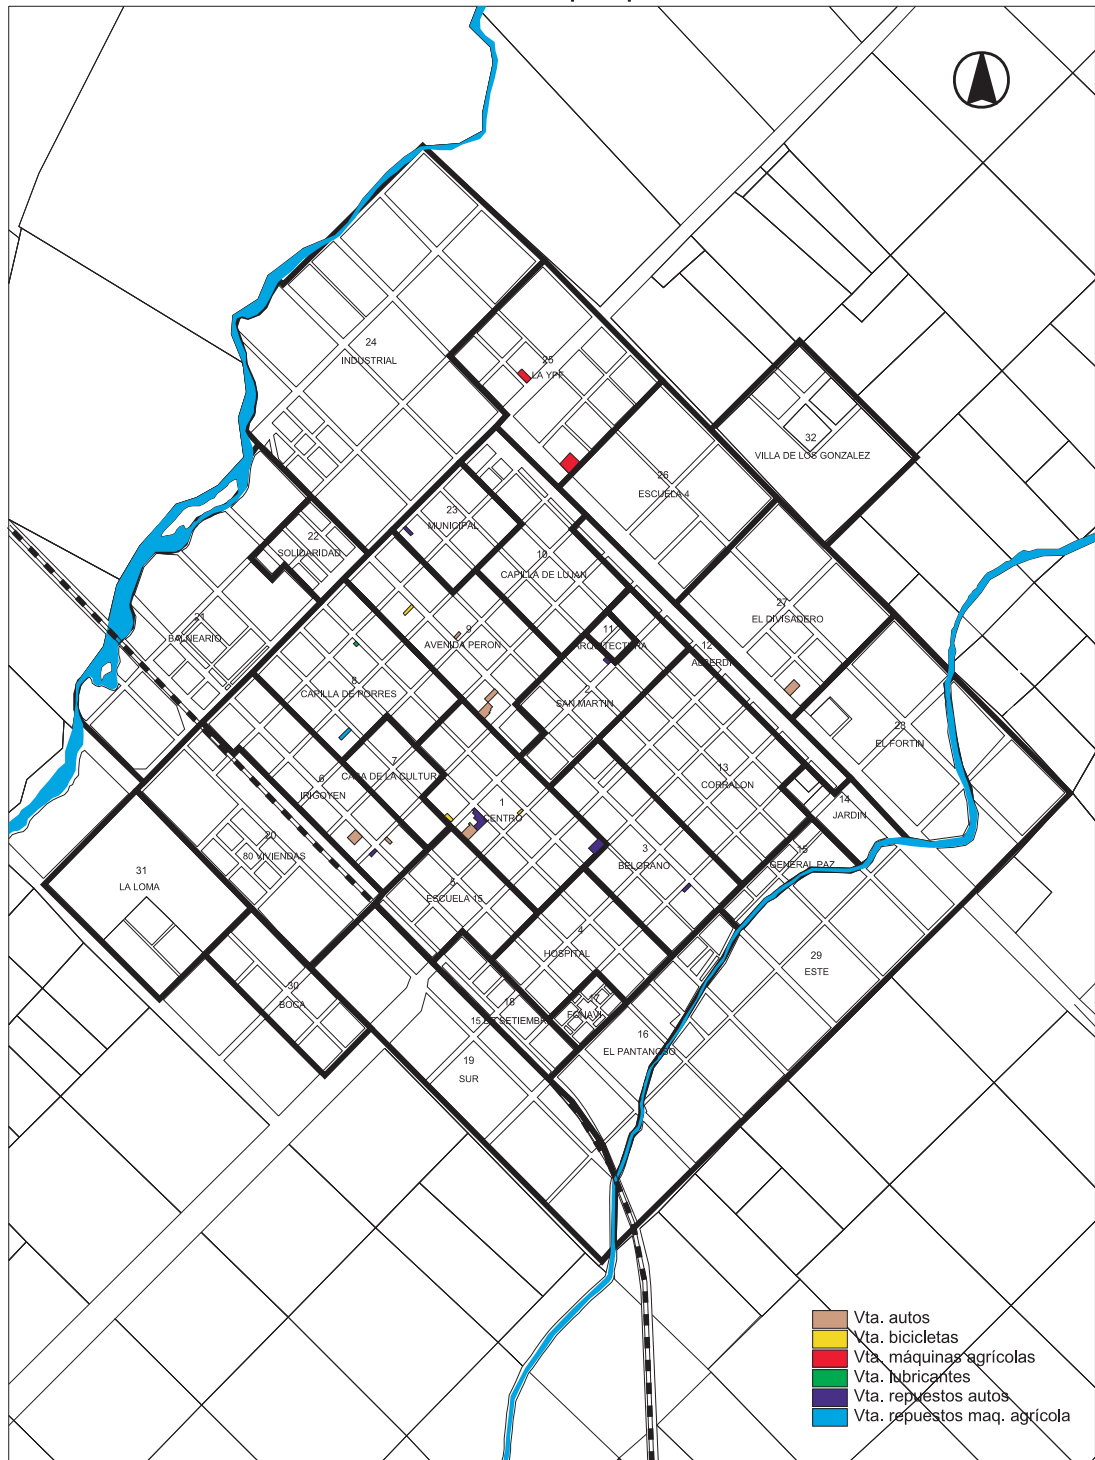 24
INDUSTRIAL
25
LA YPF
32
VILLA DE LOS GONZALEZ
26
ESCUELA 4
23
MUNICIPAL
22
SOLIDARIDAD
10
CAPILLA DE LUJAN
27
EL DIVISADERO
21
BALNEARIO
9
AVENIDA PERON
11
ARQUITECTURA
12
ALBERDI
8
CAPILLA DE PORRES
2
SAN MARTIN
28
EL FORTIN
7
CASA DE LA CULTURA
6
IRIGOYEN
13
CORRALON
1
CENTRO
14
JARDIN
20
80 VIVIENDAS
3
BELGRANO
15
GENERAL PAZ
31
LA LOMA
5
ESCUELA 15
4
HOSPITAL
29
ESTE
30
BOCA
18
15 DE SETIEMBRE
17
FONAVI
16
EL PANTANOSO
19
SUR
Vta. autos
Vta. bicicletas
Vta. máquinas agrícolas
Vta. lubricantes
Vta. repuestos autos
Vta. repuestos maq. agrícola